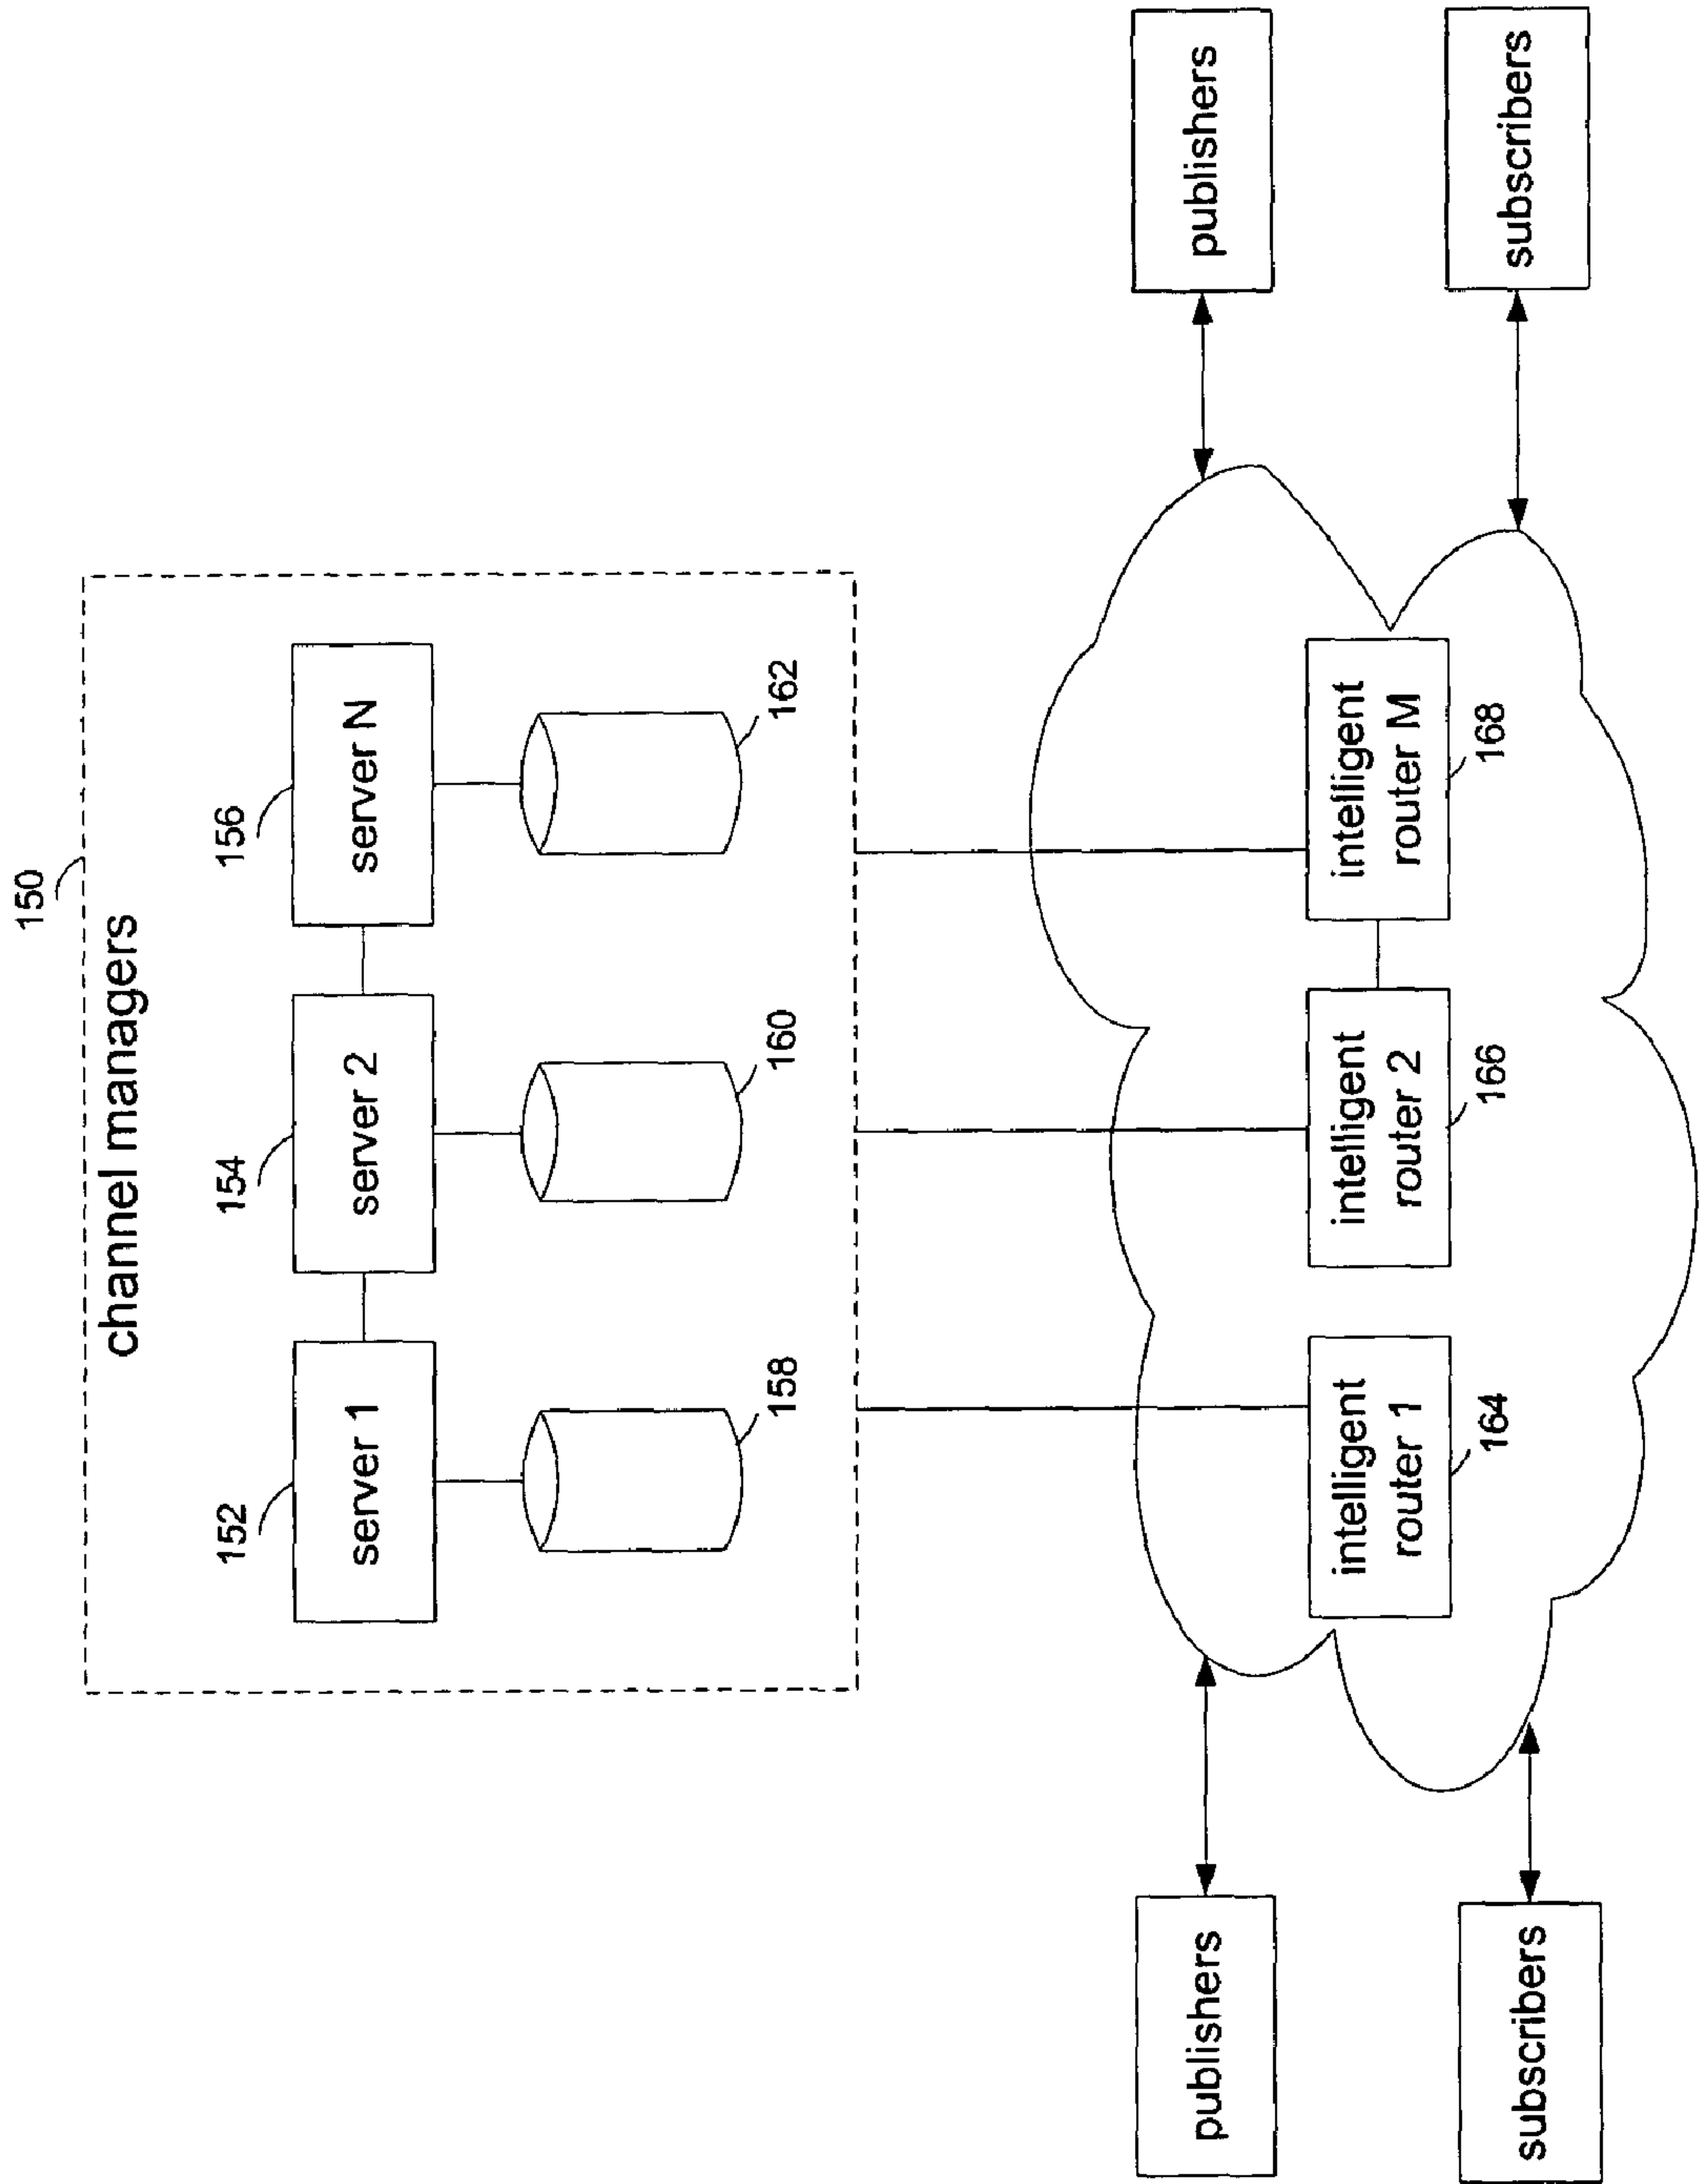 150
channel managers
152
154
156
server 1
server 2
server N
158
160
162
publishers
publishers
intelligent
router 1
intelligent
router 2
intelligent
router M
164
166
168
subscribers
subscribers